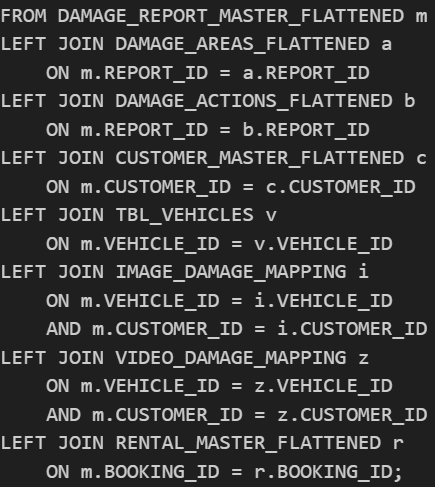 FROM DAMAGE_REPORT_MASTER_FLATTENED m
LEFT JOIN DAMAGE_AREAS_FLATTENED a
    ON m.REPORT_ID = a.REPORT_ID
LEFT JOIN DAMAGE_ACTIONS_FLATTENED b
    ON m.REPORT_ID = b.REPORT_ID
LEFT JOIN CUSTOMER_MASTER_FLATTENED c
    ON m.CUSTOMER_ID = c.CUSTOMER_ID
LEFT JOIN TBL_VEHICLES v
    ON m.VEHICLE_ID = v.VEHICLE_ID
LEFT JOIN IMAGE_DAMAGE_MAPPING i
    ON m.VEHICLE_ID = i.VEHICLE_ID
    AND m.CUSTOMER_ID = i.CUSTOMER_ID
LEFT JOIN VIDEO_DAMAGE_MAPPING z
    ON m.VEHICLE_ID = z.VEHICLE_ID
    AND m.CUSTOMER_ID = z.CUSTOMER_ID
LEFT JOIN RENTAL_MASTER_FLATTENED r
    ON m.BOOKING_ID = r.BOOKING_ID;